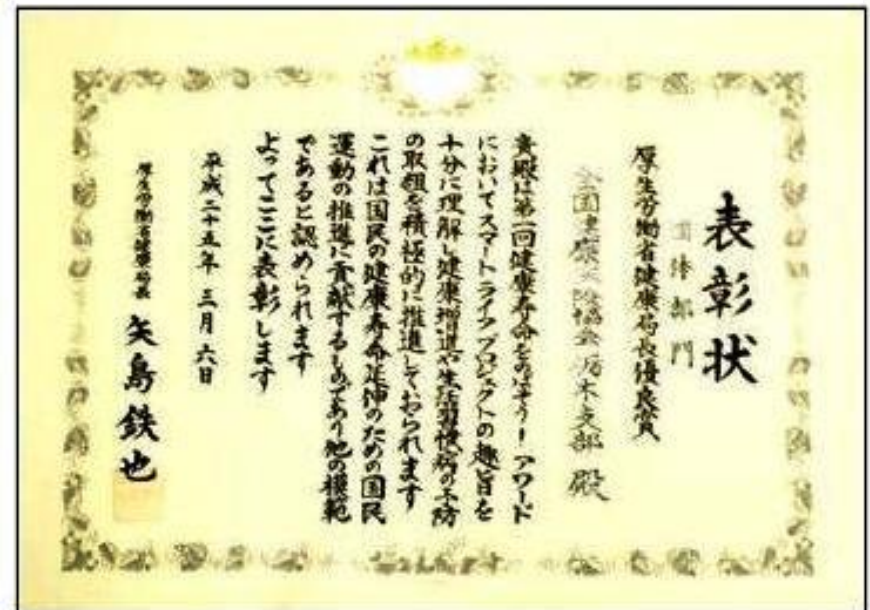 表彰状
団体部門
厚生労働省健康局長優良賞
全国健康保険協会 栃木支部 殿
貴殿は第一回健康寿命をのばそう！アワード
においてスマートライフプロジェクトの趣旨を
十分に理解し健康増進や生活習慣病の予防
の取組を積極的に推進しておられます
これは国民の健康寿命延伸のための国民
運動の推進に貢献するものであり他の模範
であると認められます
よってここに表彰します
平成二十五年 三月 六日
厚生労働省健康局長 矢島鉄也